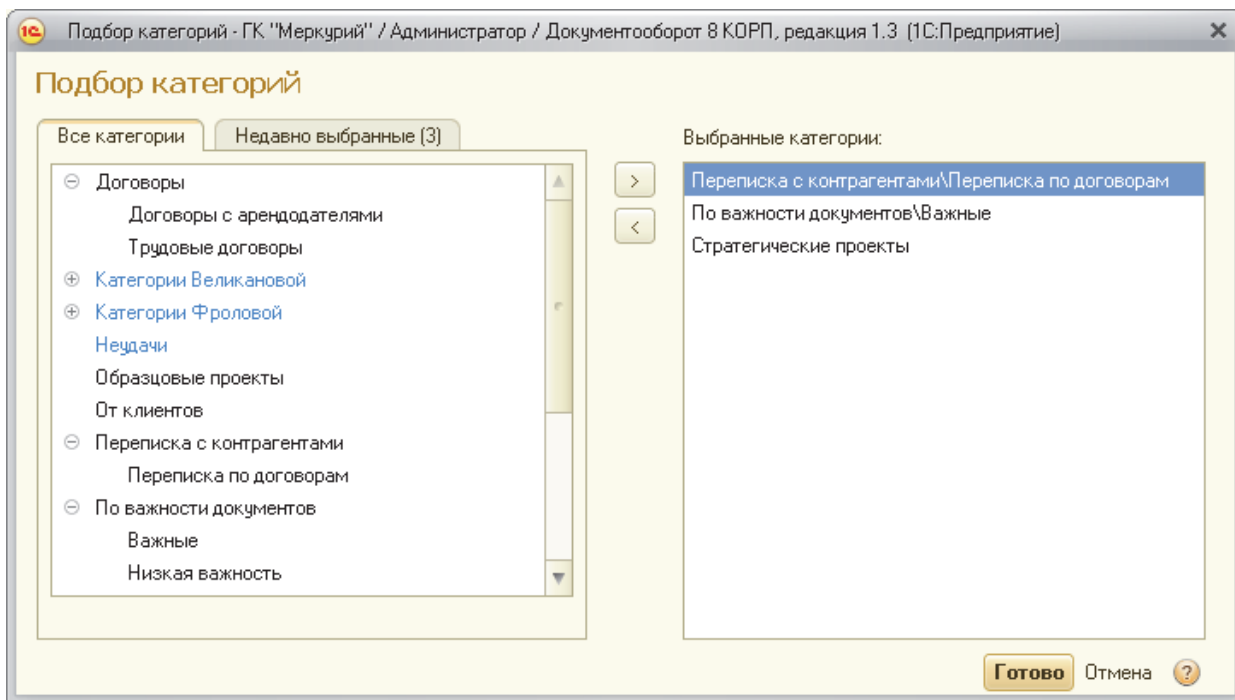 1С Подбор категорий - ГК "Меркурий" / Администратор / Документооборот 8 КОРП, редакция 1.3 (1С:Предприятие)
Подбор категорий
Все категории
Недавно выбранные (3)
Договоры
Договоры с арендодателями
Трудовые договоры
Категории Великановой
Категории Фроловой
Неудачи
Образцовые проекты
От клиентов
Переписка с контрагентами
Переписка по договорам
По важности документов
Важные
Низкая важность
>
<
Выбранные категории:
Переписка с контрагентами\Переписка по договорам
По важности документов\Важные
Стратегические проекты
Готово Отмена ?